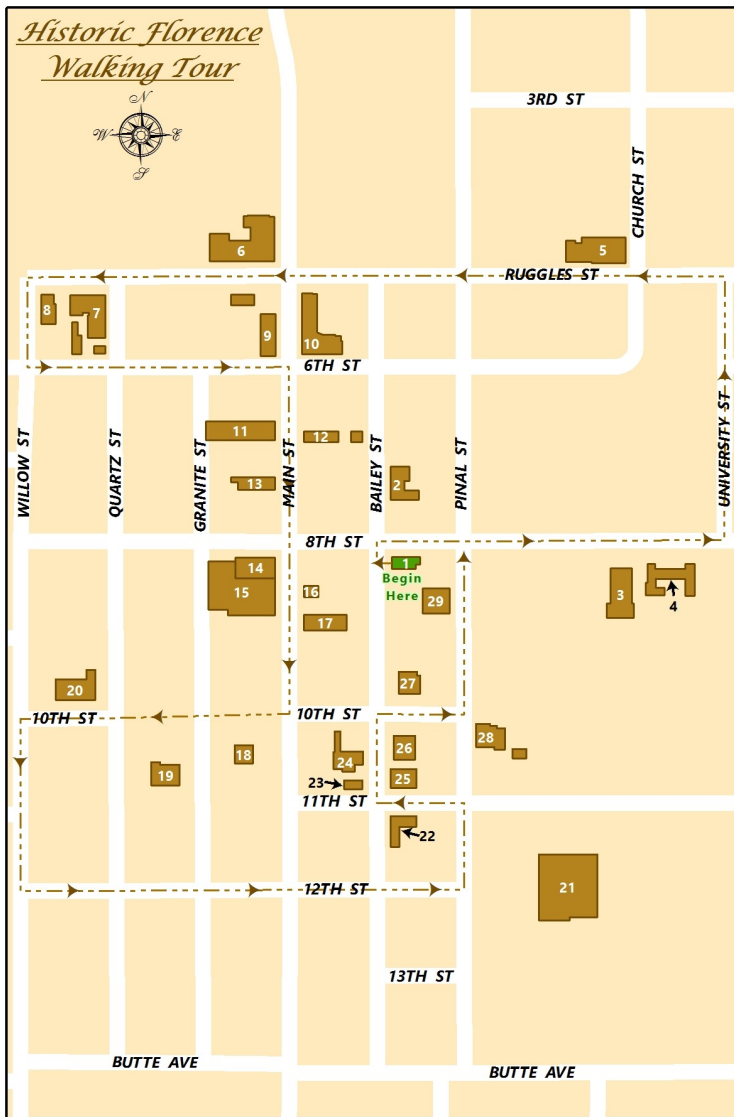 Historic Florence
Walking Tour
N
W
E
S
3RD ST
CHURCH ST
5
6
RUGGLES ST
8
7
9
10
6TH ST
UNIVERSITY ST
11
12
13
2
WILLOW ST
QUARTZ ST
GRANITE ST
MAIN ST
BAILEY ST
PINAL ST
8TH ST
1
Begin
Here
14
15
16
17
29
3
4
20
27
10TH ST
10TH ST
18
19
24
23
26
25
28
11TH ST
22
21
12TH ST
13TH ST
BUTTE AVE
BUTTE AVE